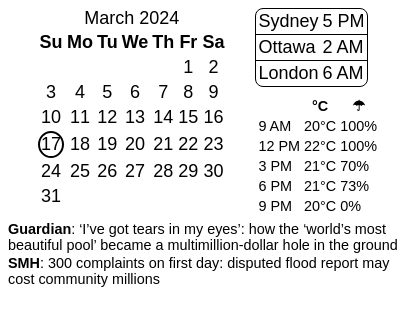 March 2024
Su Mo Tu We Th Fr Sa
1 2
3 4 5 6 7 8 9
10 11 12 13 14 15 16
17 18 19 20 21 22 23
24 25 26 27 28 29 30
31
Sydney 5 PM
Ottawa 2 AM
London 6 AM
°C ☂
9 AM 20°C 100%
12 PM 22°C 100%
3 PM 21°C 70%
6 PM 21°C 73%
9 PM 20°C 0%
Guardian: ‘I’ve got tears in my eyes’: how the ‘world’s most
beautiful pool’ became a multimillion-dollar hole in the ground
SMH: 300 complaints on first day: disputed flood report may
cost community millions